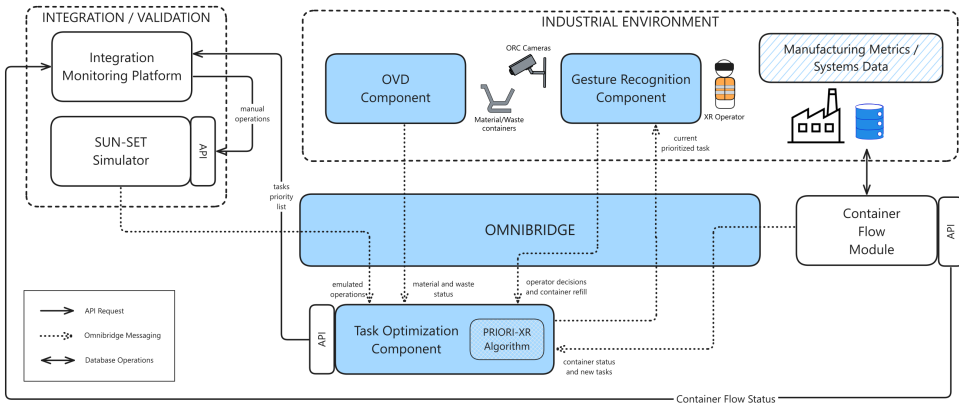 INTEGRATION / VALIDATION
Integration
Monitoring Platform
manual
operations
SUN-SET
Simulator
API
tasks
priority
list
INDUSTRIAL ENVIRONMENT
OVD
Component
ORC Cameras
Material/Waste
containers
Gesture Recognition
Component
XR Operator
Manufacturing Metrics /
Systems Data
current
prioritized task
OMNIBRIDGE
Container
Flow
Module
API
emulated
operations
material and waste
status
operator decisions
and container refill
API
Task Optimization
Component
PRIORI-XR
Algorithm
container status
and new tasks
API Request
Omnibridge Messaging
Database Operations
Container Flow Status